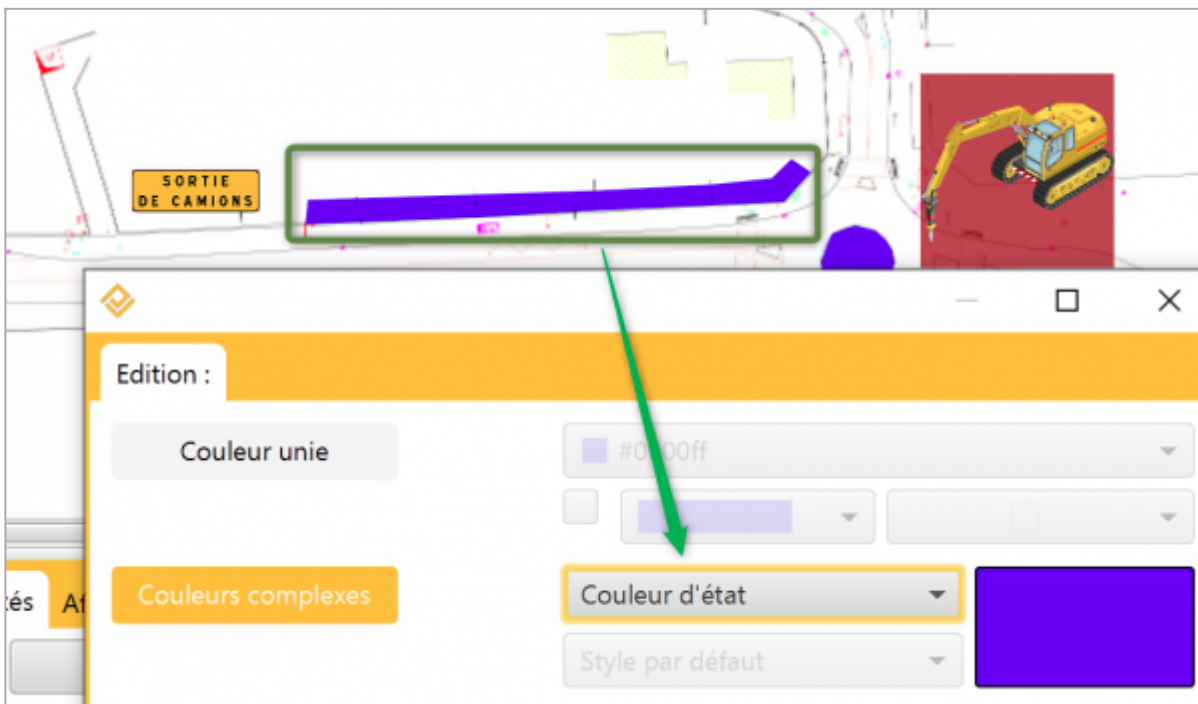 SORTIE
DE CAMIONS
Edition :
Couleur unie
Couleurs complexes
Couleur d'état
Style par défaut